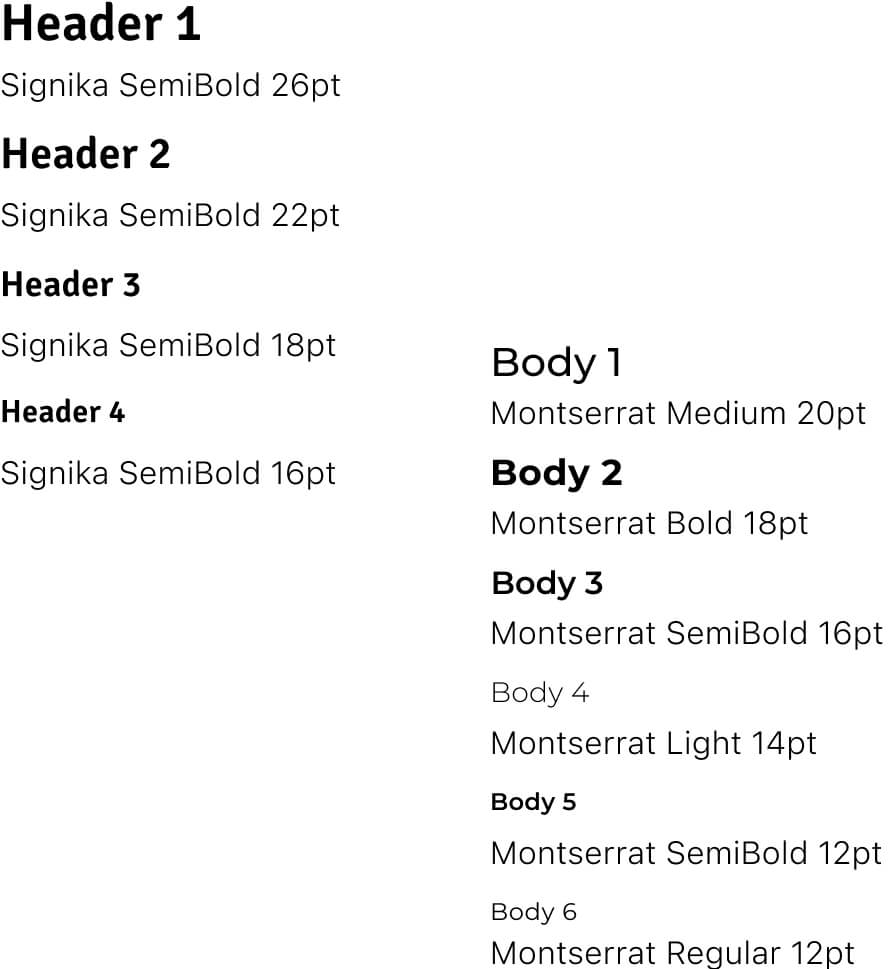 Header 1
Signika SemiBold 26pt
Header 2
Signika SemiBold 22pt
Header 3
Signika SemiBold 18pt
Header 4
Signika SemiBold 16pt
Body 1
Montserrat Medium 20pt
Body 2
Montserrat Bold 18pt
Body 3
Montserrat SemiBold 16pt
Body 4
Montserrat Light 14pt
Body 5
Montserrat SemiBold 12pt
Body 6
Montserrat Regular 12pt